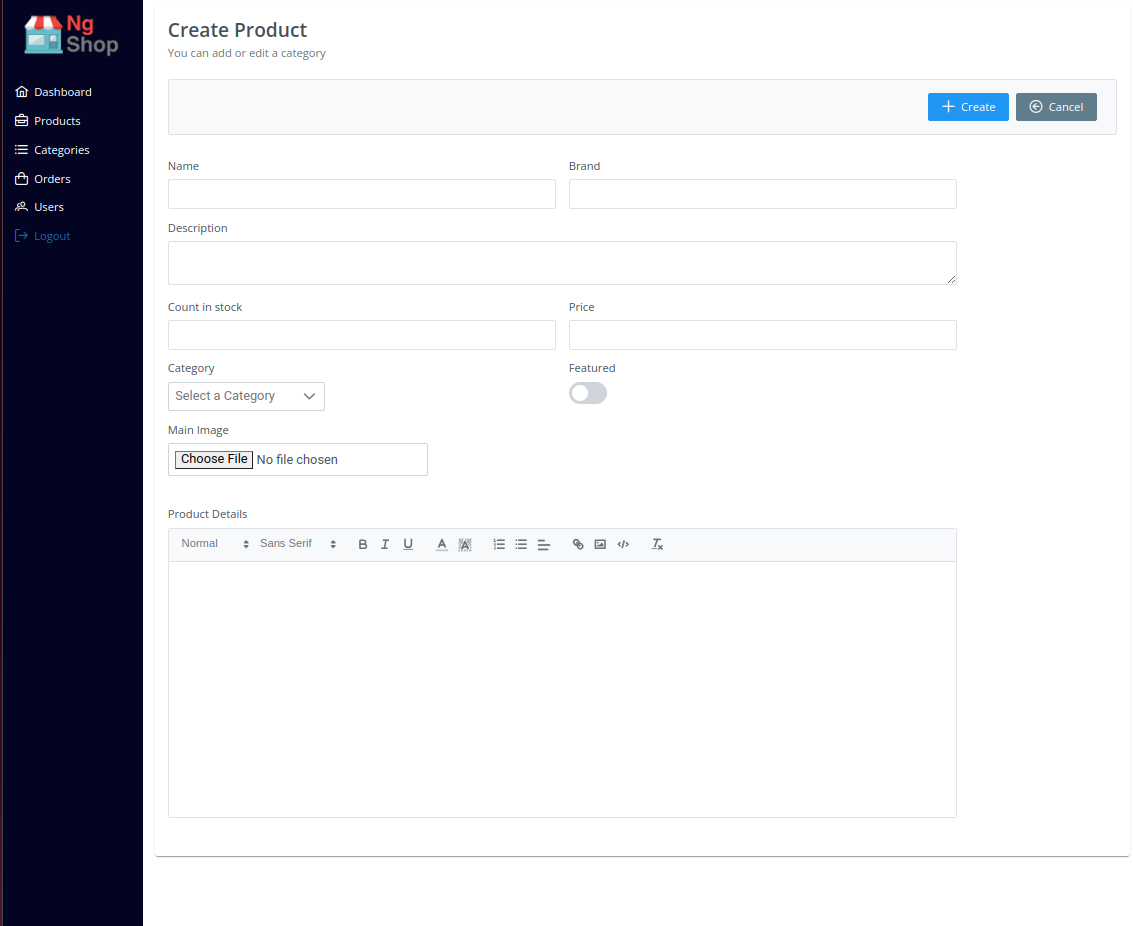 Ng
Shop
Dashboard
Products
Categories
Orders
Users
Logout
Create Product
You can add or edit a category
Create
Cancel
Name
Brand
Description
Count in stock
Price
Category
Featured
Select a Category
Main Image
Choose File No file chosen
Product Details
Normal Sans Serif B I U A A